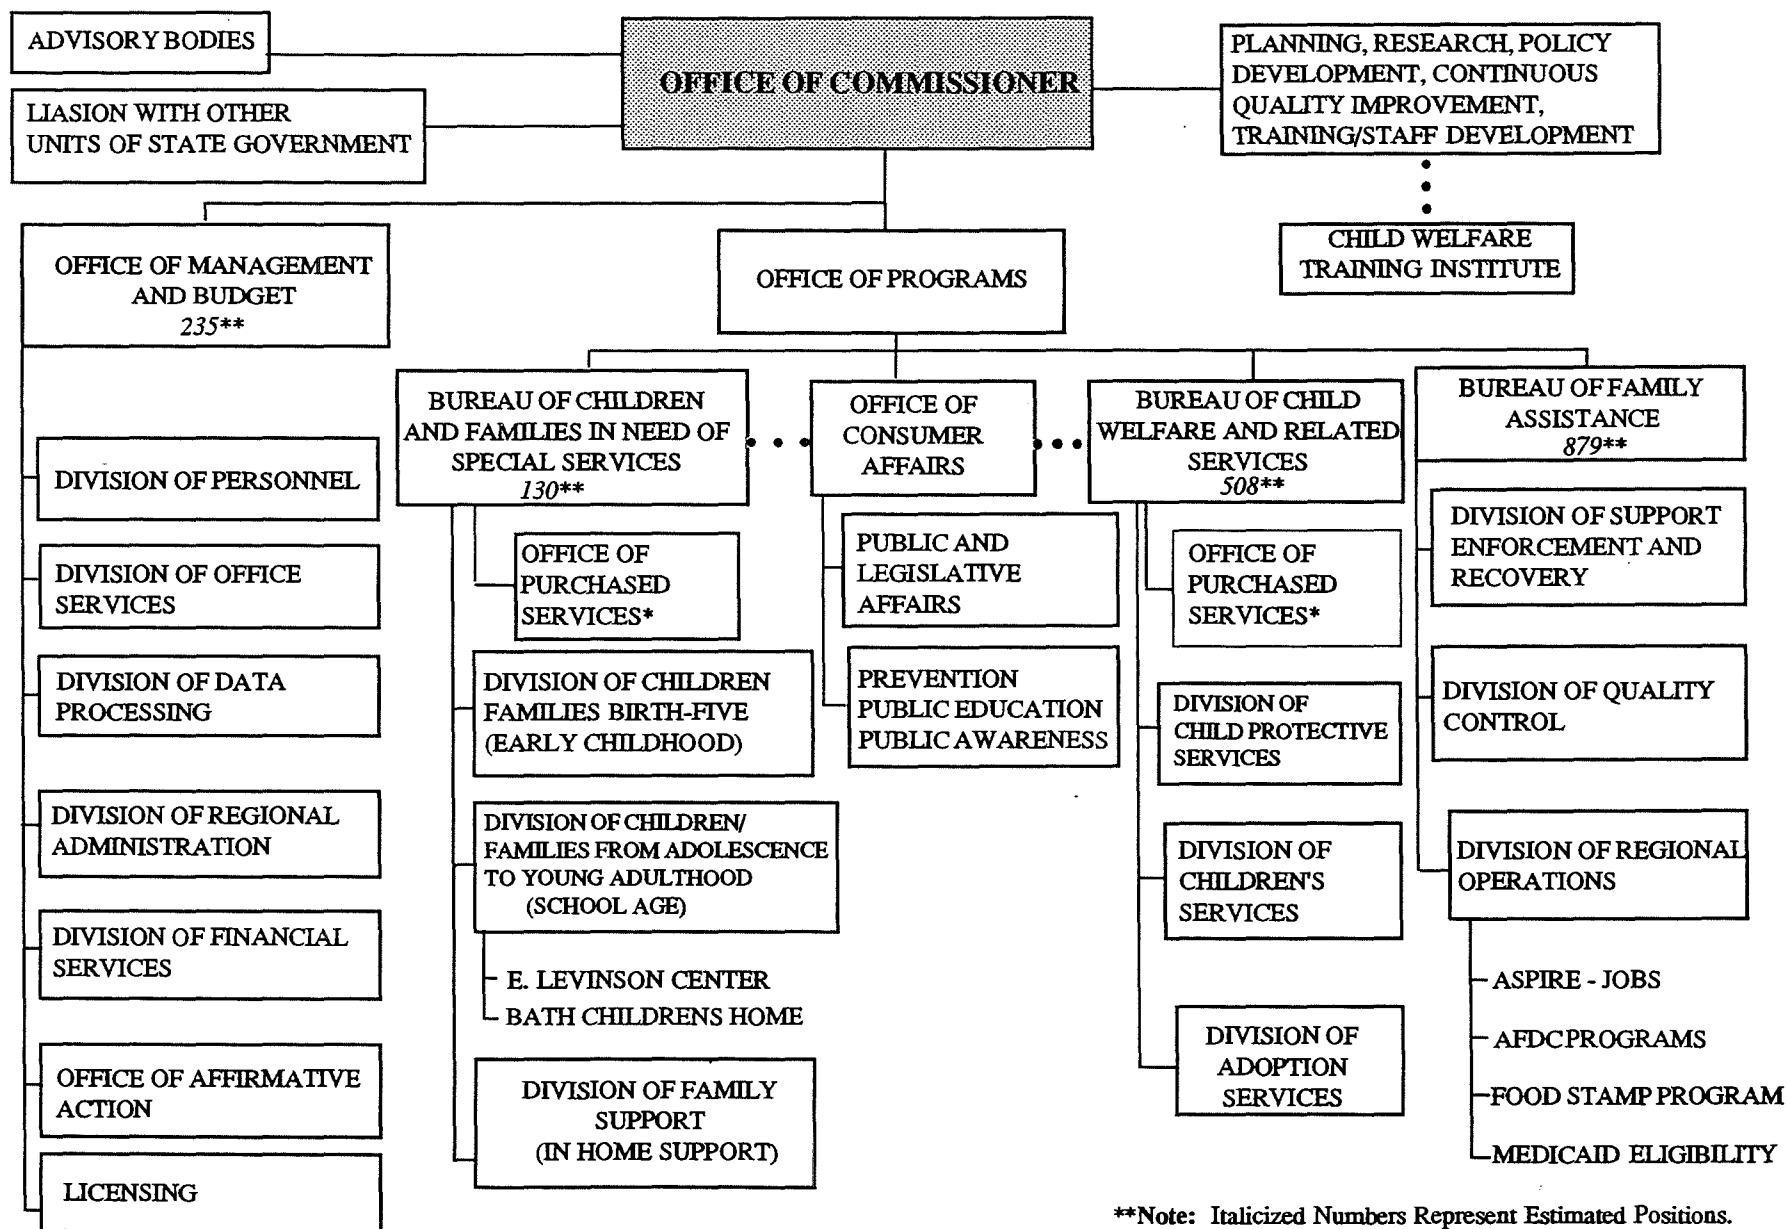 ADVISORY BODIES
LIASION WITH OTHER
UNITS OF STATE GOVERNMENT
OFFICE OF COMMISSIONER
PLANNING, RESEARCH, POLICY
DEVELOPMENT, CONTINUOUS
QUALITY IMPROVEMENT,
TRAINING/STAFF DEVELOPMENT
CHILD WELFARE
TRAINING INSTITUTE
OFFICE OF MANAGEMENT
AND BUDGET
235**
OFFICE OF PROGRAMS
DIVISION OF PERSONNEL
DIVISION OF OFFICE
SERVICES
DIVISION OF DATA
PROCESSING
DIVISION OF REGIONAL
ADMINISTRATION
DIVISION OF FINANCIAL
SERVICES
OFFICE OF AFFIRMATIVE
ACTION
LICENSING
BUREAU OF CHILDREN
AND FAMILIES IN NEED OF
SPECIAL SERVICES
130**
OFFICE OF
PURCHASED
SERVICES*
DIVISION OF CHILDREN
FAMILIES BIRTH-FIVE
(EARLY CHILDHOOD)
DIVISION OF CHILDREN/
FAMILIES FROM ADOLESCENCE
TO YOUNG ADULTHOOD
(SCHOOL AGE)
E. LEVINSON CENTER
BATH CHILDRENS HOME
DIVISION OF FAMILY
SUPPORT
(IN HOME SUPPORT)
OFFICE OF
CONSUMER
AFFAIRS
PUBLIC AND
LEGISLATIVE
AFFAIRS
PREVENTION
PUBLIC EDUCATION
PUBLIC AWARENESS
BUREAU OF CHILD
WELFARE AND RELATED
SERVICES
508**
OFFICE OF
PURCHASED
SERVICES*
DIVISION OF
CHILD PROTECTIVE
SERVICES
DIVISION OF
CHILDREN'S
SERVICES
DIVISION OF
ADOPTION
SERVICES
BUREAU OF FAMILY
ASSISTANCE
879**
DIVISION OF SUPPORT
ENFORCEMENT AND
RECOVERY
DIVISION OF QUALITY
CONTROL
DIVISION OF REGIONAL
OPERATIONS
ASPIRE - JOBS
AFDC PROGRAMS
FOOD STAMP PROGRAM
MEDICAID ELIGIBILITY
**Note: Italicized Numbers Represent Estimated Positions.